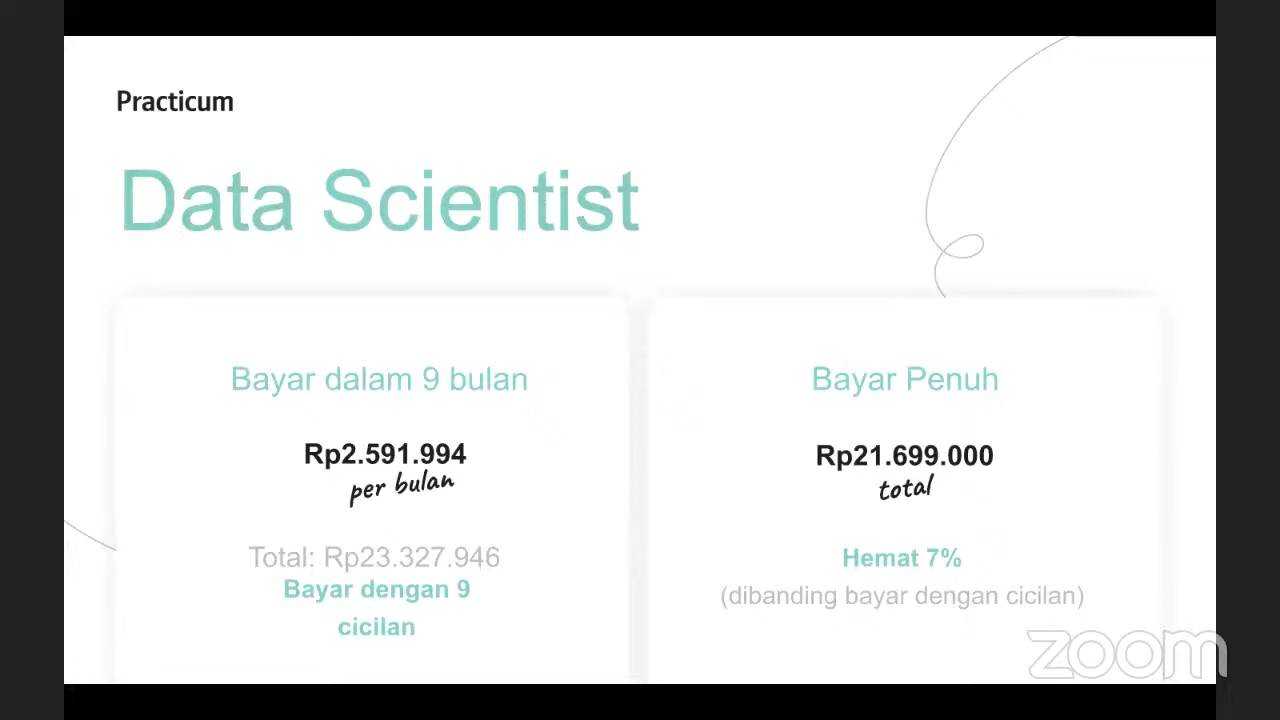 Practicum
Data Scientist
Bayar dalam 9 bulan
Rp2.591.994
per bulan
Total: Rp23.327.946
Bayar dengan 9
cicilan
Bayar Penuh
Rp21.699.000
total
Hemat 7%
(dibanding bayar dengan cicilan)
zoom